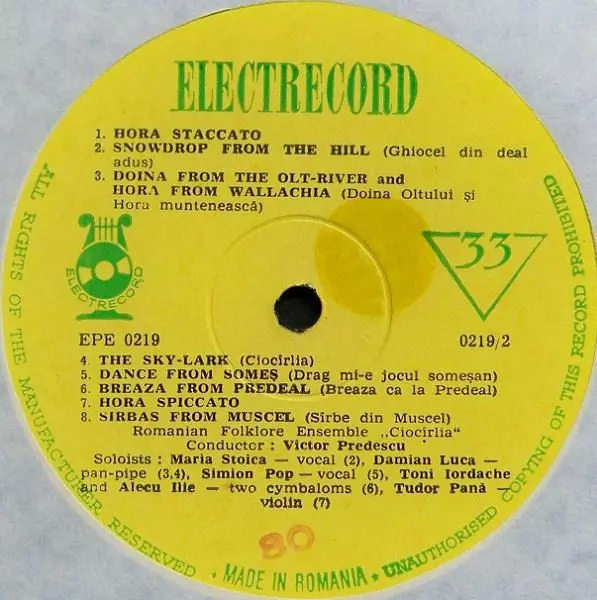 ELECTRECORD
1. HORA STACCATO
2. SNOWDROP FROM THE HILL (Ghiocel din deal
adus)
3. DOINA FROM THE OLT-RIVER and
HORA FROM WALLACHIA (Doina Oltului și
Hora muntenească)
ELECTRECORD
33
EPE 0219
0219/2
4. THE SKY-LARK (Ciocîrlia)
5. DANCE FROM SOMEȘ (Drag mi-e jocul someșan)
6. BREAZA FROM PREDEAL (Breaza ca la Predeal)
7. HORA SPICCATO
8. SIRBAS FROM MUSCEL (Sîrbe din Muscel)
Romanian Folklore Ensemble „Ciocîrlia"
Conductor : Victor Predescu
Soloists : Maria Stoica — vocal (2), Damian Luca —
pan-pipe (3,4), Simion Pop — vocal (5), Toni Iordache
and Alecu Ilie — two cymbaloms (6), Tudor Pană —
violin (7)
80
ALL RIGHTS OF THE MANUFACTURER RESERVED * MADE IN ROMANIA * UNAUTHORISED COPYING OF THIS RECORD PROHIBITED